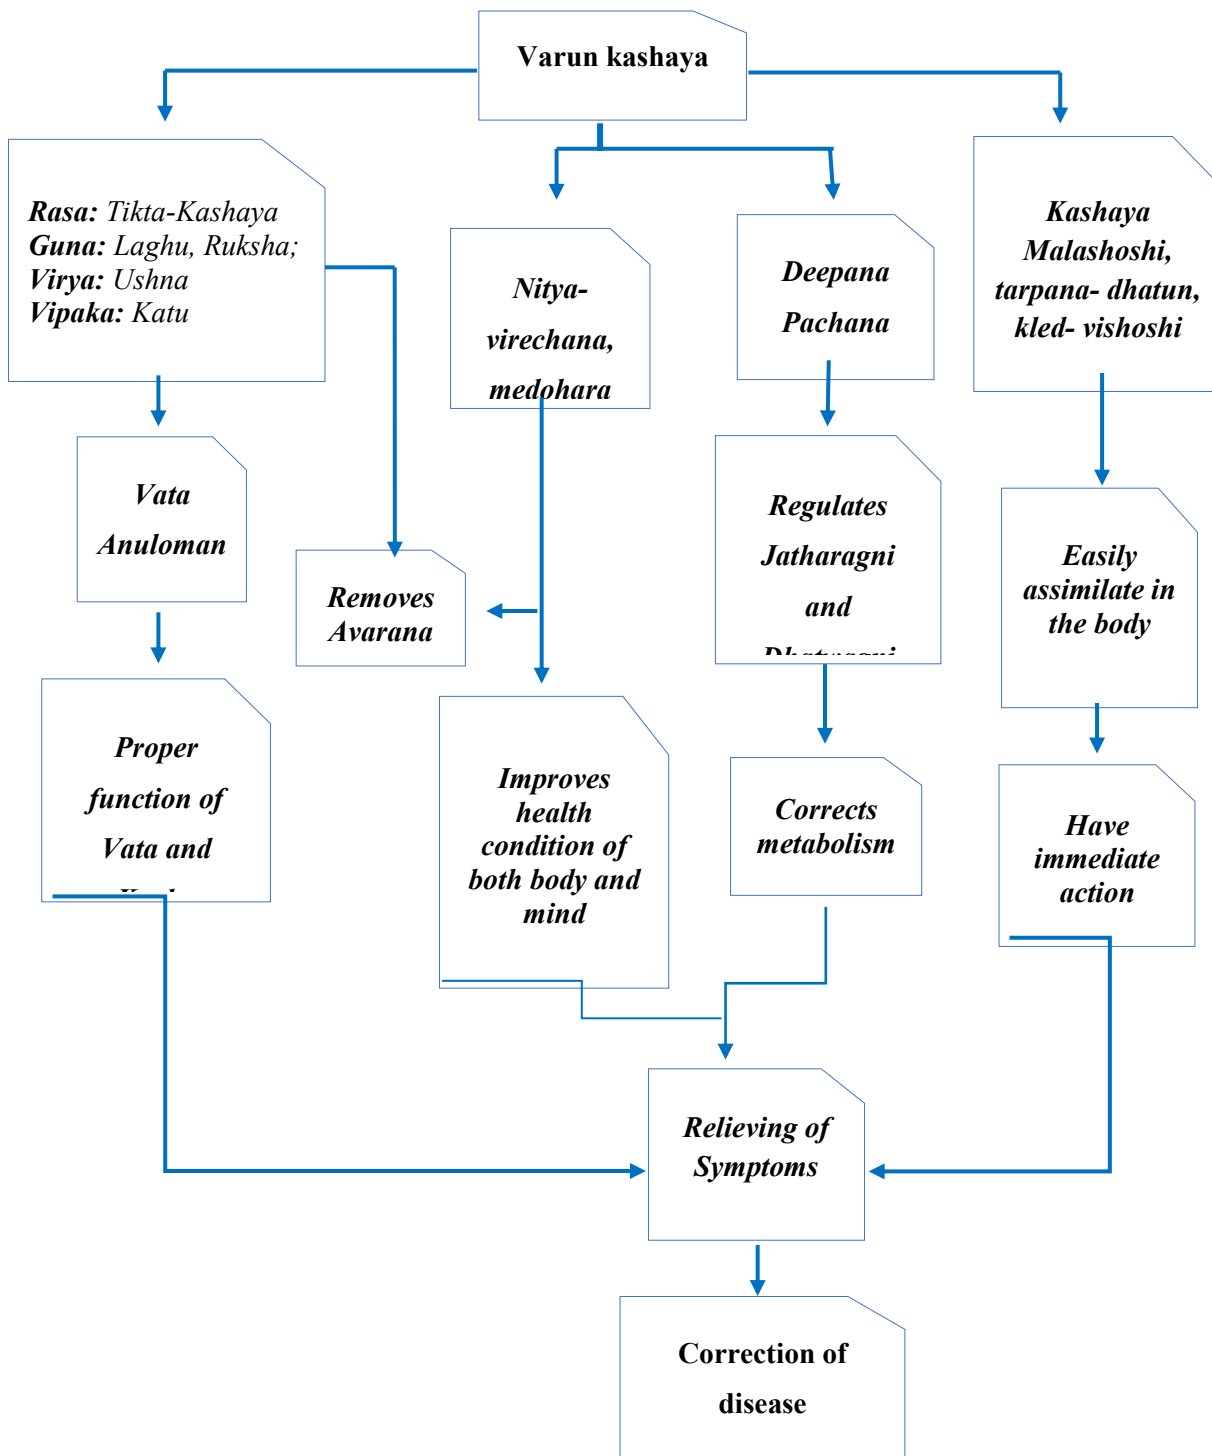 Varun kashaya
Rasa: Tikta-Kashaya
Guna: Laghu, Ruksha;
Virya: Ushna
Vipaka: Katu
Nitya-
virechana,
medohara
Deepana
Pachana
Kashaya
Malashoshi,
tarpana- dhatun,
kled- vishoshi
Vata
Anuloman
Removes
Avarana
Regulates
Jatharagni
and
Dhatwagni
Easily
assimilate in
the body
Proper
function of
Vata and
Improves
health
condition of
both body and
mind
Corrects
metabolism
Have
immediate
action
Relieving of
Symptoms
Correction of
disease